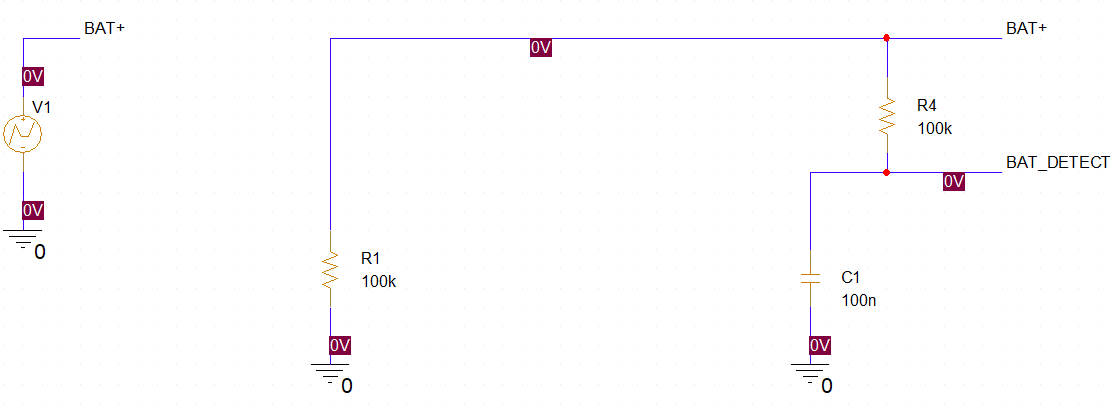 BAT+
0V
V1
0V
0
0V
R1
100k
0V
0
BAT+
R4
100k
BAT_DETECT
0V
C1
100n
0V
0